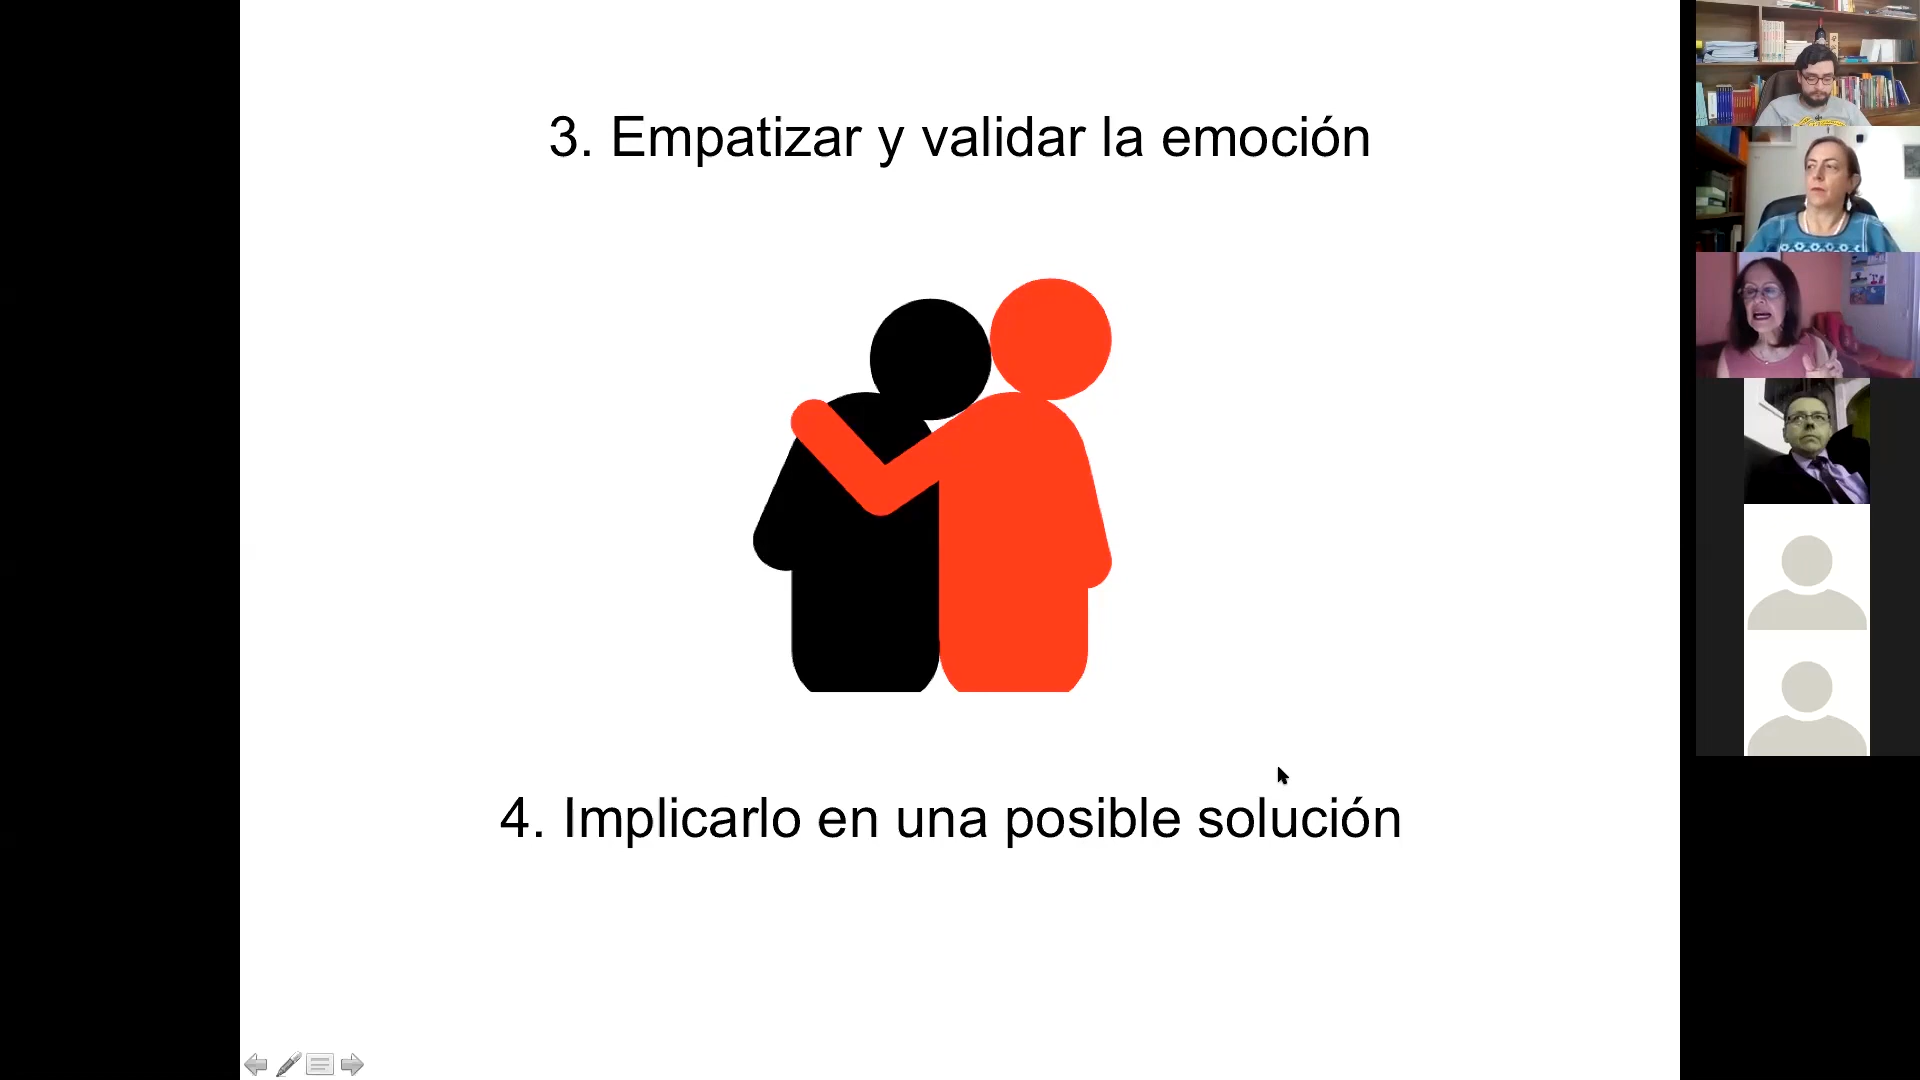 3. Empatizar y validar la emoción
4. Implicarlo en una posible solución